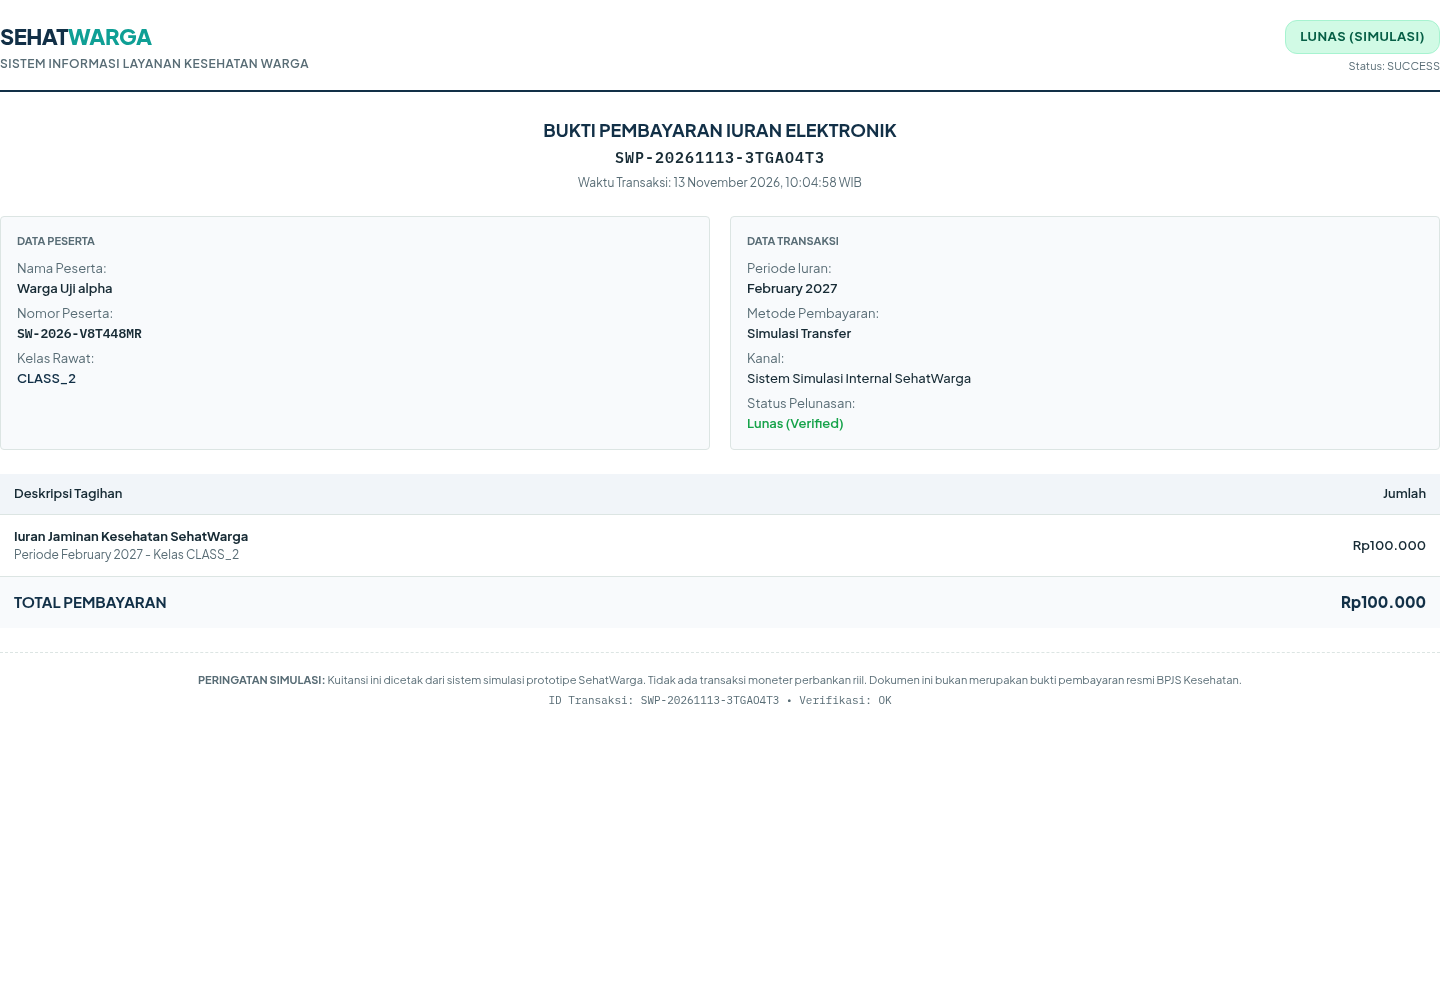 SEHATWARGA
SISTEM INFORMASI LAYANAN KESEHATAN WARGA
LUNAS (SIMULASI)
Status: SUCCESS
BUKTI PEMBAYARAN IURAN ELEKTRONIK
SWP-20261113-3TGAO4T3
Waktu Transaksi: 13 November 2026, 10:04:58 WIB
DATA PESERTA
Nama Peserta:
Warga Uji alpha
Nomor Peserta:
SW-2026-V8T448MR
Kelas Rawat:
CLASS_2
DATA TRANSAKSI
Periode Iuran:
February 2027
Metode Pembayaran:
Simulasi Transfer
Kanal:
Sistem Simulasi Internal SehatWarga
Status Pelunasan:
Lunas (Verified)
Deskripsi Tagihan Jumlah
Iuran Jaminan Kesehatan SehatWarga
Periode February 2027 - Kelas CLASS_2
Rp100.000
TOTAL PEMBAYARAN Rp100.000
PERINGATAN SIMULASI: Kuitansi ini dicetak dari sistem simulasi prototipe SehatWarga. Tidak ada transaksi moneter perbankan riil. Dokumen ini bukan merupakan bukti pembayaran resmi BPJS Kesehatan.
ID Transaksi: SWP-20261113-3TGAO4T3 • Verifikasi: OK